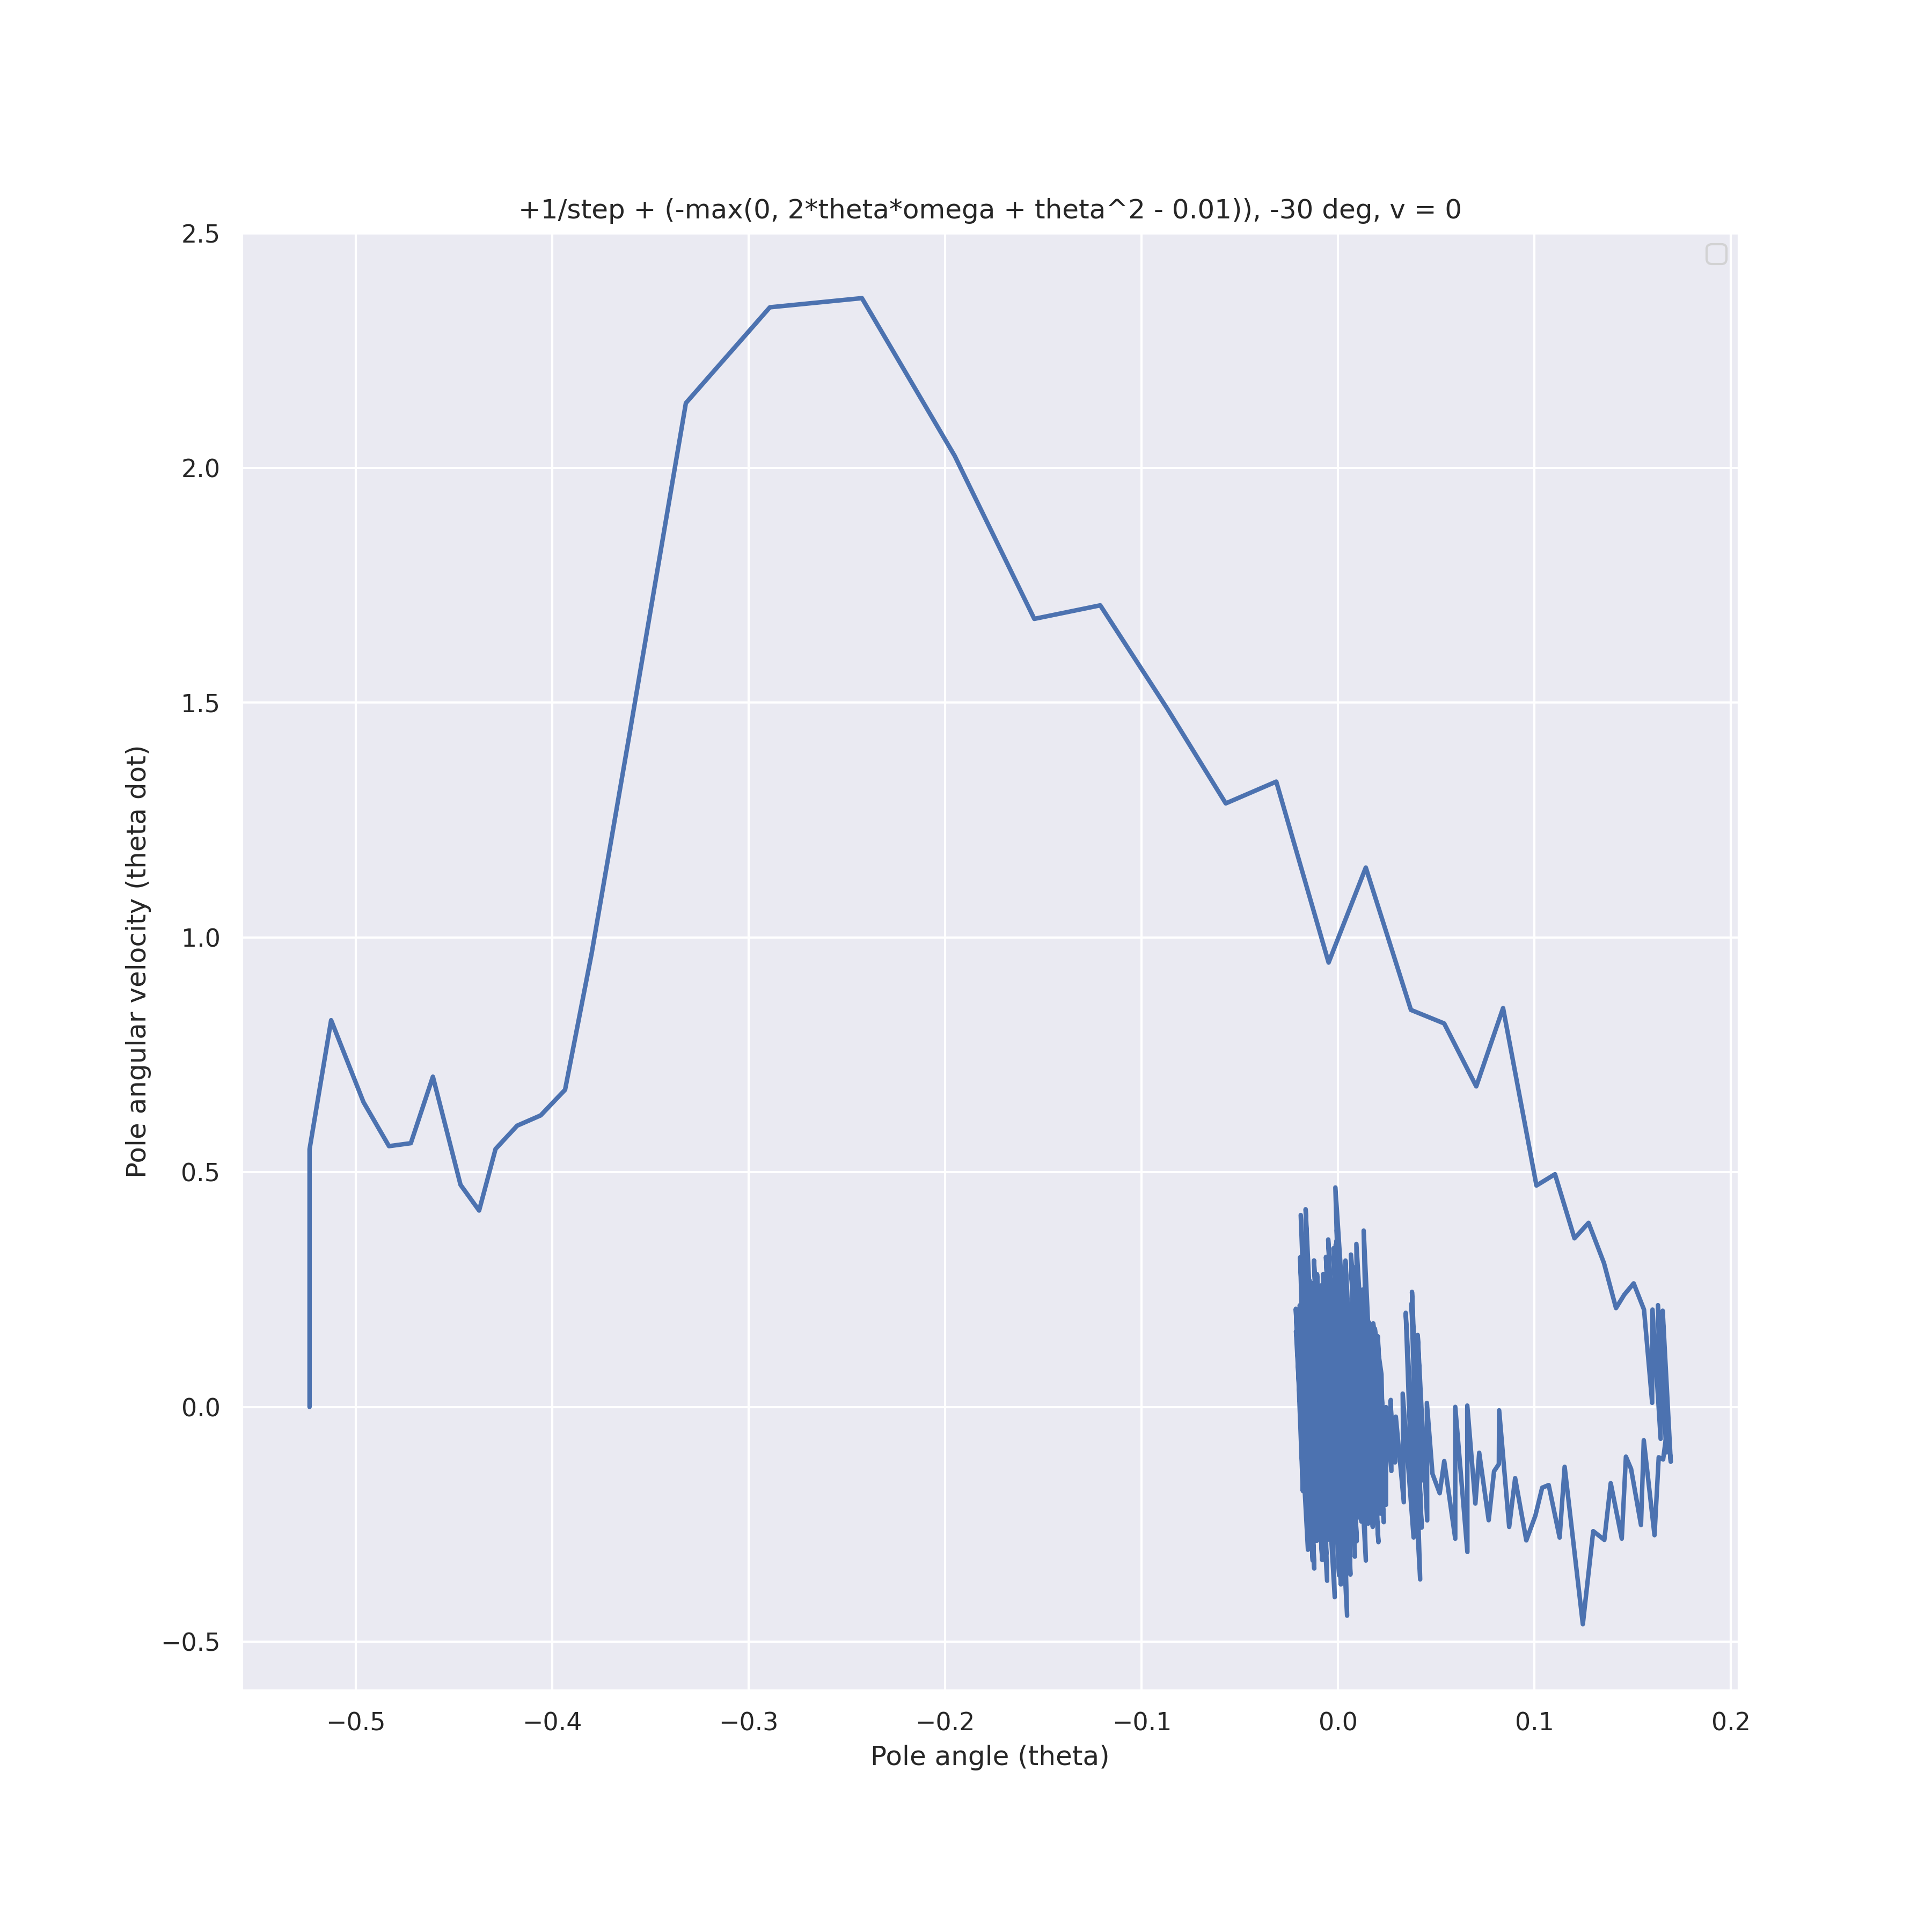 +1/step + (-max(0, 2*theta*omega + theta^2 - 0.01)), -30 deg, v = 0
2.5
2.0
1.5
1.0
0.5
0.0
−0.5
Pole angular velocity (theta dot)
−0.5 −0.4 −0.3 −0.2 −0.1 0.0 0.1 0.2
Pole angle (theta)